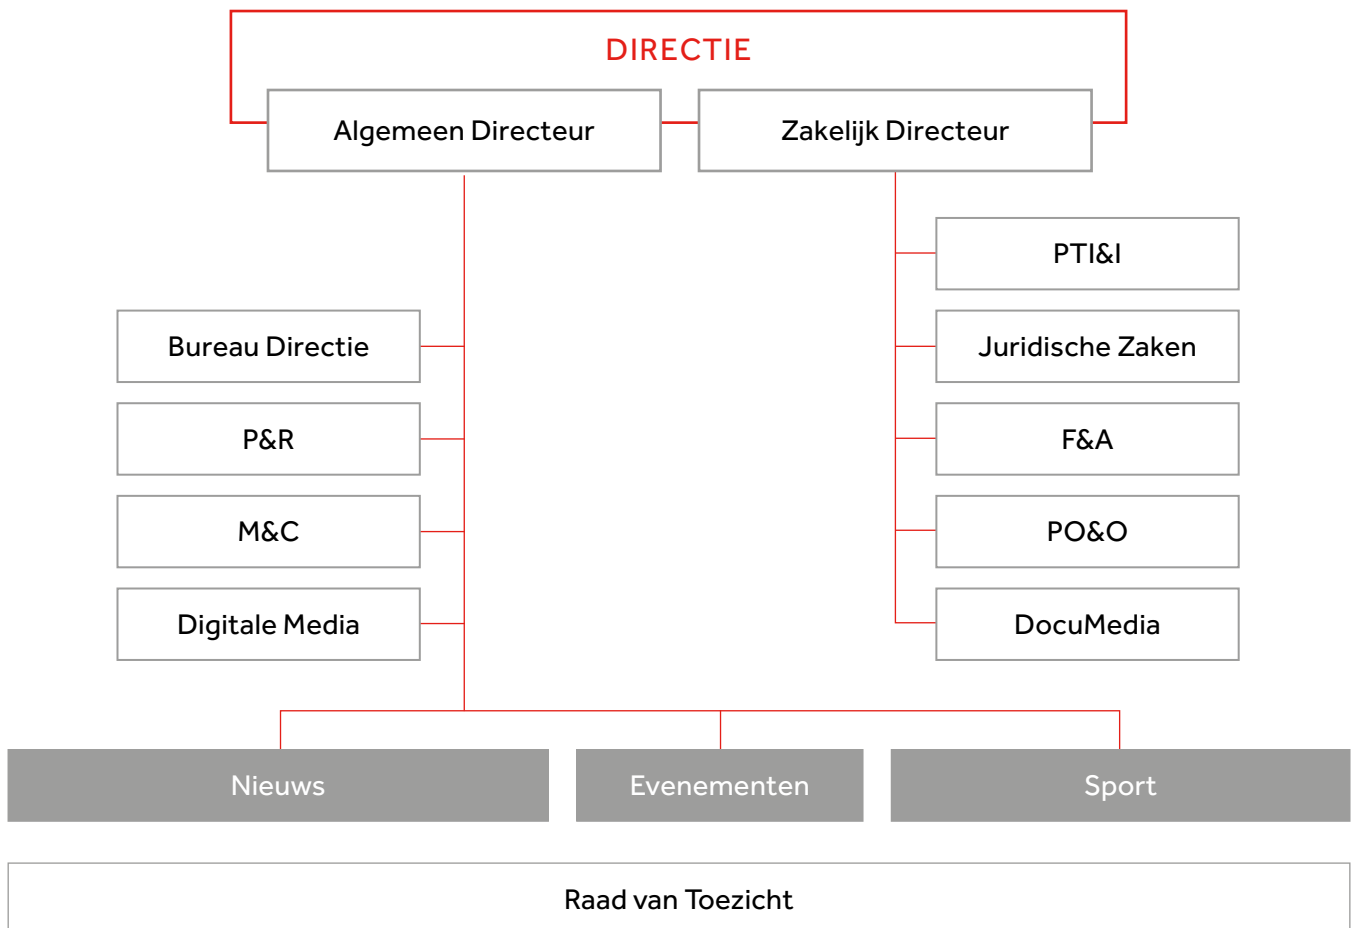 DIRECTIE
Algemeen Directeur
Zakelijk Directeur
PTI&I
Bureau Directie
Juridische Zaken
P&R
F&A
M&C
PO&O
Digitale Media
DocuMedia
Nieuws
Evenementen
Sport
Raad van Toezicht